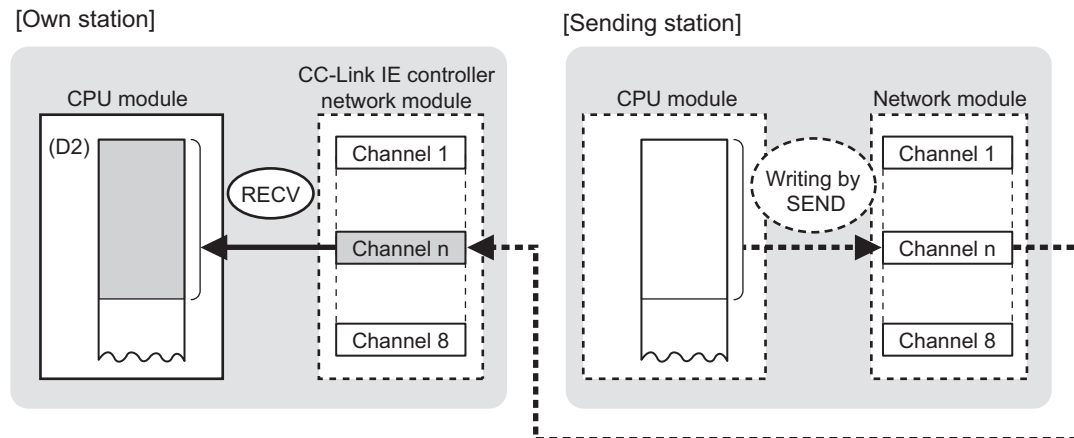 [Own station]
CPU module
CC-Link IE controller
network module
(D2)
RECV
Channel 1
Channel n
Channel 8
[Sending station]
CPU module
Network module
Writing by
SEND
Channel 1
Channel n
Channel 8